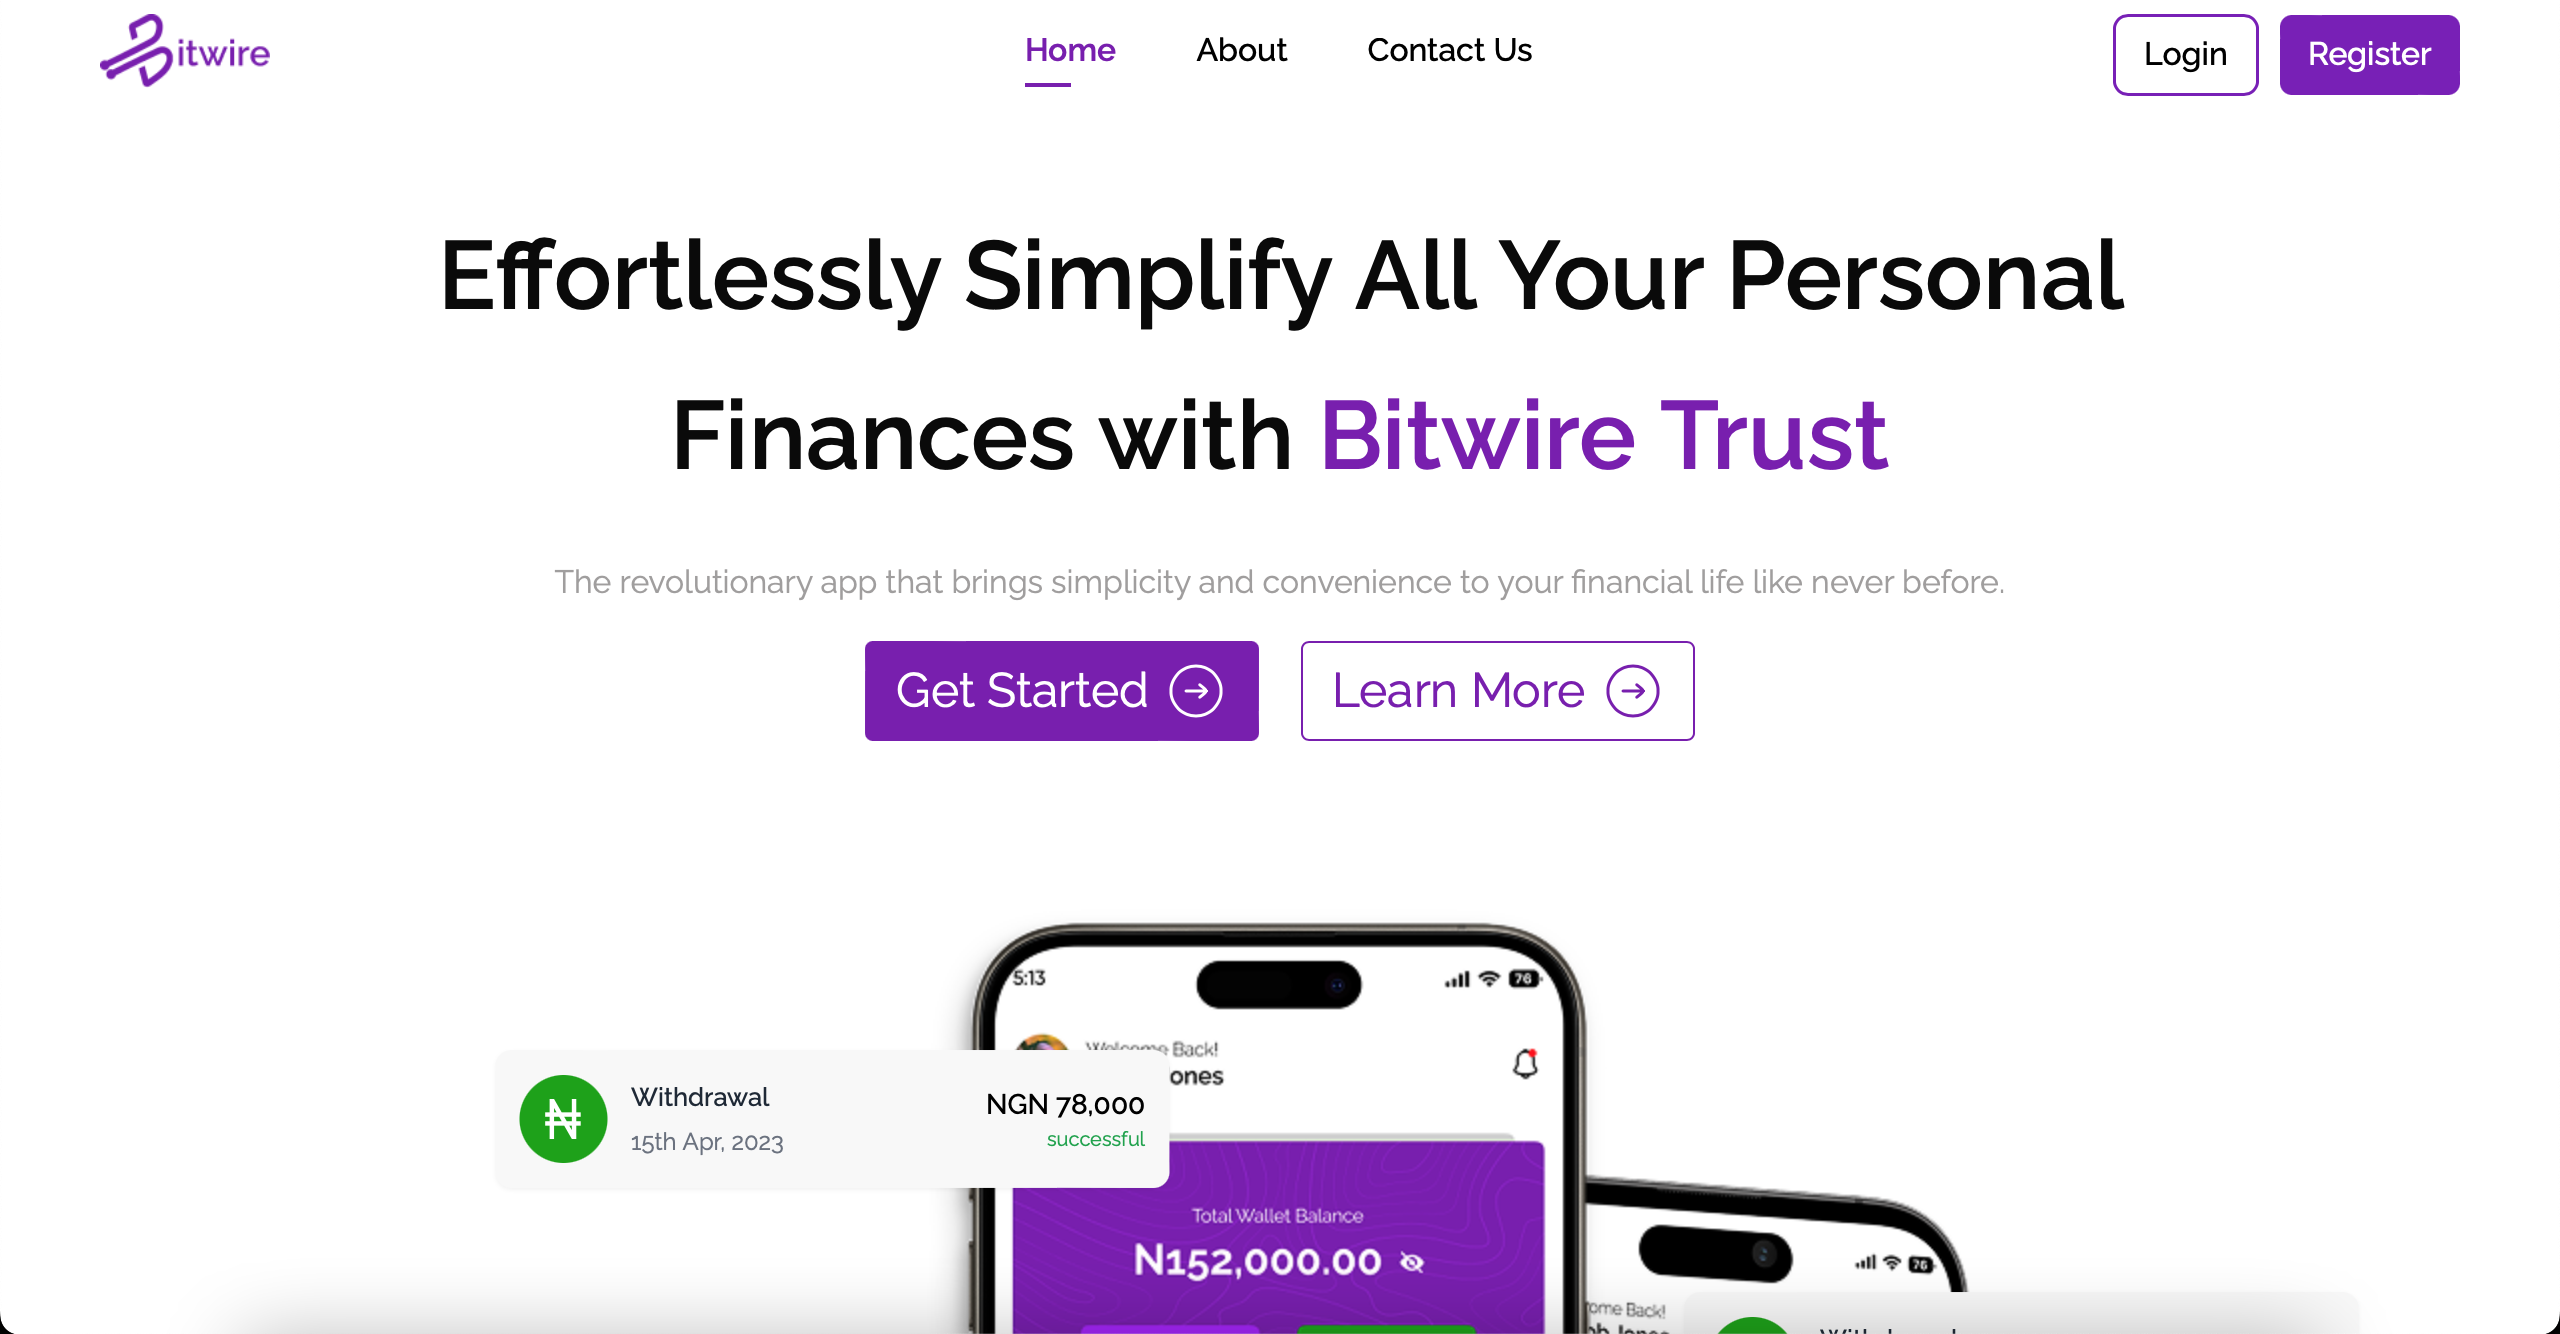 Bitwire
Home
About
Contact Us
Login
Register
Effortlessly Simplify All Your Personal
Finances with Bitwire Trust
The revolutionary app that brings simplicity and convenience to your financial life like never before.
Get Started
Learn More
5:13
76
Welcome Back!
ones
Withdrawal
NGN 78,000
15th Apr, 2023
successful
Total Wallet Balance
N152,000.00
76
ome Back!